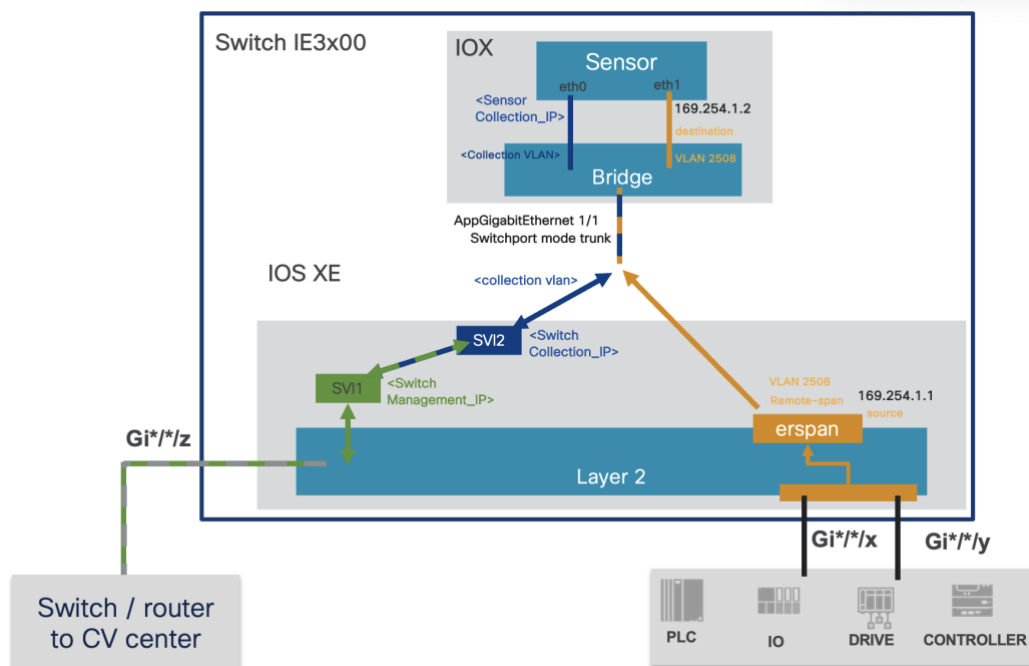 Switch IE3x00
IOX
Sensor
eth0
eth1
<Sensor
Collection_IP>
169.254.1.2
destination
<Collection VLAN>
VLAN 2508
Bridge
AppGigabitEthernet 1/1
Switchport mode trunk
IOS XE
<collection vlan>
SVI2
<Switch
Collection_IP>
SVI1
<Switch
Management_IP>
VLAN 2508
Remote-span
169.254.1.1
source
erspan
Gi*/*/z
Layer 2
Gi*/*/x
Gi*/*/y
Switch / router
to CV center
PLC
IO
DRIVE
CONTROLLER